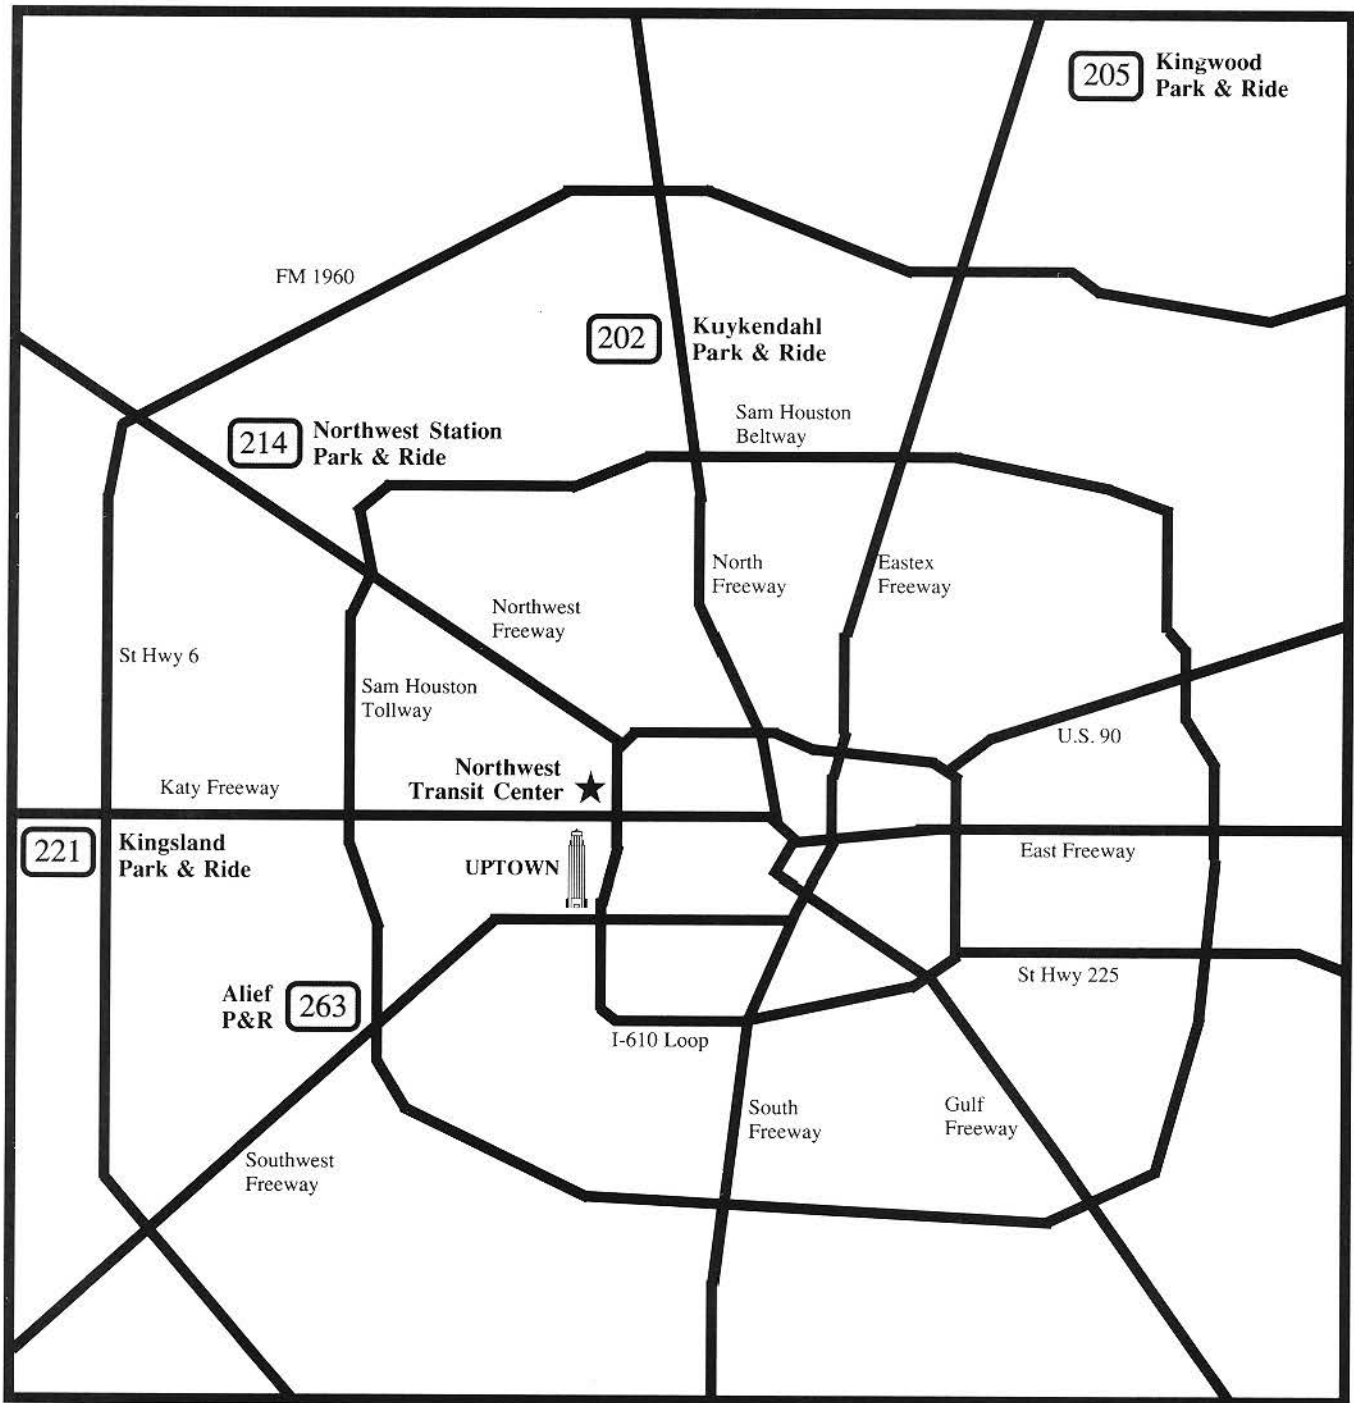 205
Kingwood
Park & Ride
FM 1960
202
Kuykendahl
Park & Ride
214
Northwest Station
Park & Ride
Sam Houston
Beltway
North
Freeway
Eastex
Freeway
Northwest
Freeway
St Hwy 6
Sam Houston
Tollway
U.S. 90
Northwest
Transit Center
Katy Freeway
221
Kingsland
Park & Ride
UPTOWN
East Freeway
Alief
P&R
263
St Hwy 225
I-610 Loop
South
Freeway
Gulf
Freeway
Southwest
Freeway